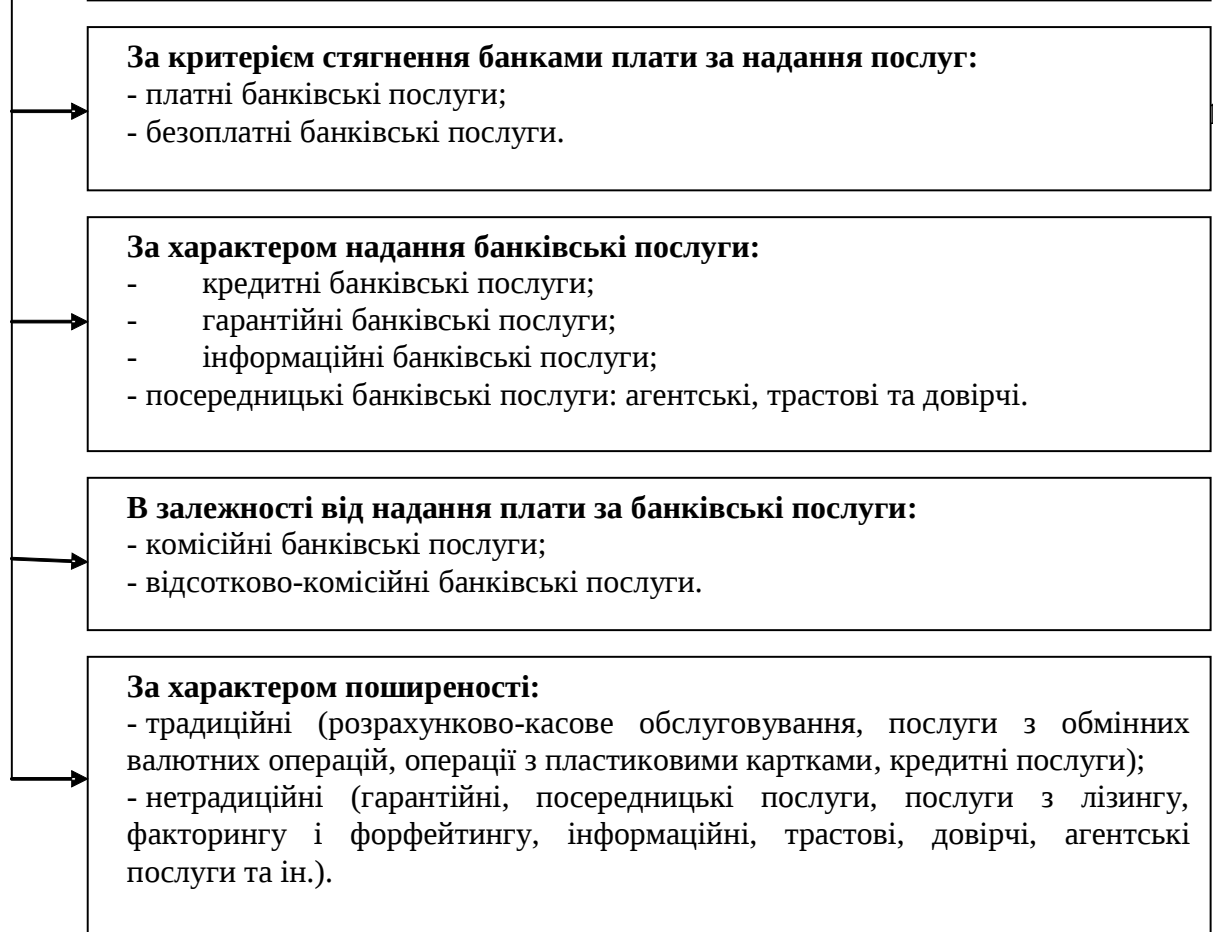 За критерієм стягнення банками плати за надання послуг:
- платні банківські послуги;
- безоплатні банківські послуги.
За характером надання банківські послуги:
- кредитні банківські послуги;
- гарантійні банківські послуги;
- інформаційні банківські послуги;
- посередницькі банківські послуги: агентські, трастові та довірчі.
В залежності від надання плати за банківські послуги:
- комісійні банківські послуги;
- відсотково-комісійні банківські послуги.
За характером поширеності:
- традиційні (розрахунково-касове обслуговування, послуги з обмінних
валютних операцій, операції з пластиковими картками, кредитні послуги);
- нетрадиційні (гарантійні, посередницькі послуги, послуги з лізингу,
факторингу і форфейтингу, інформаційні, трастові, довірчі, агентські
послуги та ін.).